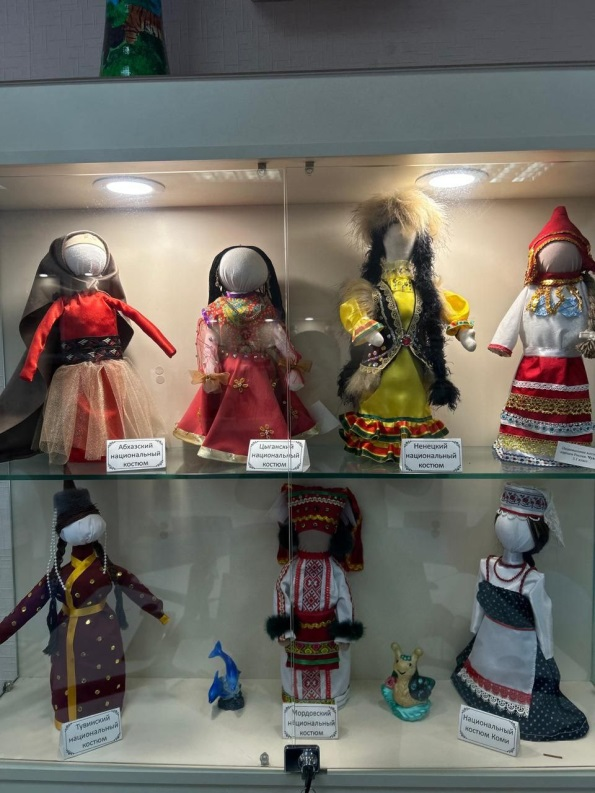 Абхазский
национальный
костюм
Цыганский
национальный
костюм
Ненецкий
национальный
костюм
Тувинский
национальный
костюм
Мордовский
национальный
костюм
Национальный
костюм Коми